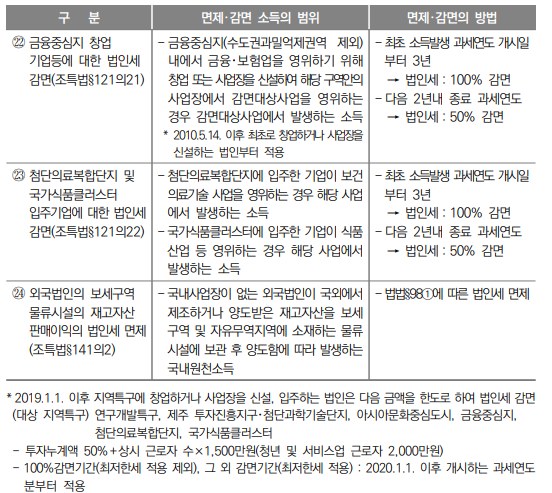 구 분
면제·감면 소득의 범위
면제·감면의 방법
㉒ 금융중심지 창업
기업등에 대한 법인세
감면(조특법§121의21)
- 금융중심지(수도권과밀억제권역 제외)
내에서 금융·보험업을 영위하기 위해
창업 또는 사업장을 신설하여 해당 구역안의
사업장에서 감면대상사업을 영위하는
경우 감면대상사업에서 발생하는 소득
* 2010.5.14. 이후 최초로 창업하거나 사업장을
신설하는 법인부터 적용
- 최초 소득발생 과세연도 개시일
부터 3년
→ 법인세 : 100% 감면
- 다음 2년내 종료 과세연도
→ 법인세 : 50% 감면
㉓ 첨단의료복합단지 및
국가식품클러스터
입주기업에 대한 법인세
감면(조특법§121의22)
- 첨단의료복합단지에 입주한 기업이 보건
의료기술 사업을 영위하는 경우 해당 사업
에서 발생하는 소득
- 국가식품클러스터에 입주한 기업이 식품
산업 등 영위하는 경우 해당 사업에서
발생하는 소득
- 최초 소득발생 과세연도 개시일
부터 3년
→ 법인세 : 100% 감면
- 다음 2년내 종료 과세연도
→ 법인세 : 50% 감면
㉔ 외국법인의 보세구역
물류시설의 재고자산
판매이익의 법인세 면제
(조특법§141의2)
- 국내사업장이 없는 외국법인이 국외에서
제조하거나 양도받은 재고자산을 보세
구역 및 자유무역지역에 소재하는 물류
시설에 보관 후 양도함에 따라 발생하는
국내원천소득
- 법법§98①에 따른 법인세 면제
* 2019.1.1. 이후 지역특구에 창업하거나 사업장을 신설, 입주하는 법인은 다음 금액을 한도로 하여 법인세 감면
(대상 지역특구) 연구개발특구, 제주 투자진흥지구·첨단과학기술단지, 아시아문화중심도시, 금융중심지,
첨단의료복합단지, 국가식품클러스터
- 투자누계액 50%+상시 근로자 수×1,500만원(청년 및 서비스업 근로자 2,000만원)
- 100%감면기간(최저한세 적용 제외), 그 외 감면기간(최저한세 적용) : 2020.1.1. 이후 개시하는 과세연도
분부터 적용